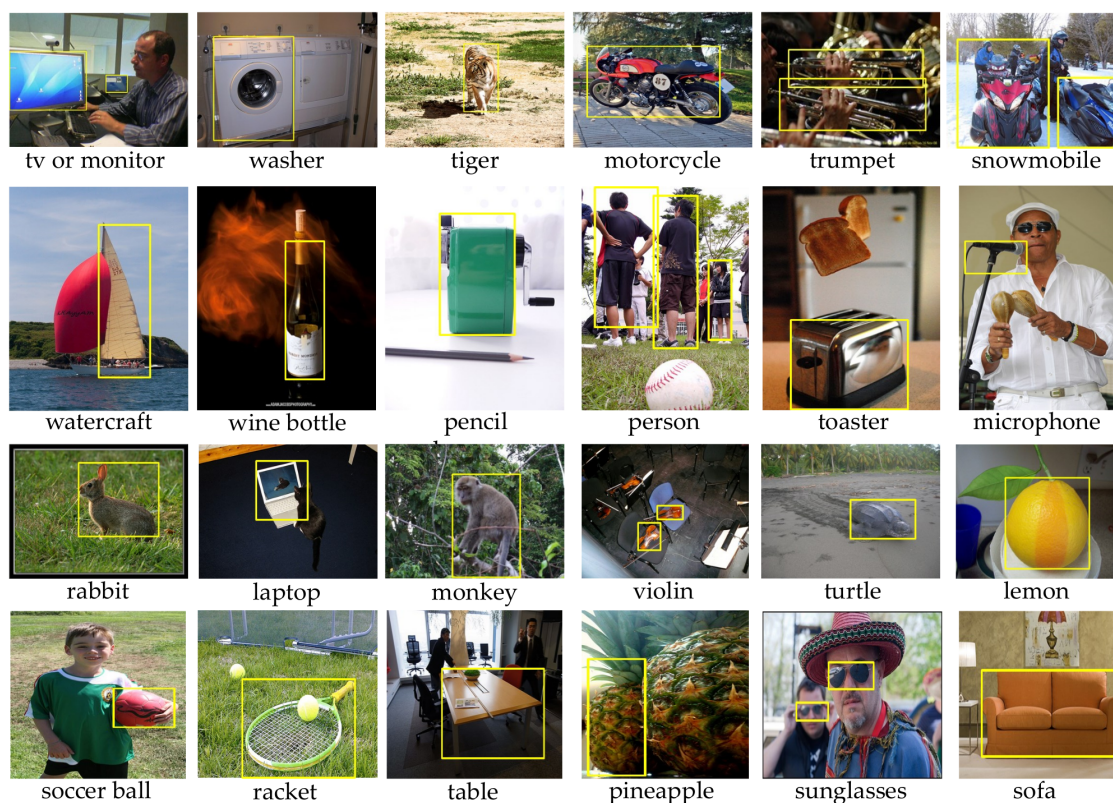 tv or monitor
washer
tiger
motorcycle
trumpet
snowmobile
87
watercraft
wine bottle
pencil
person
toaster
microphone
rabbit
laptop
monkey
violin
turtle
lemon
soccer ball
racket
table
pineapple
sunglasses
sofa